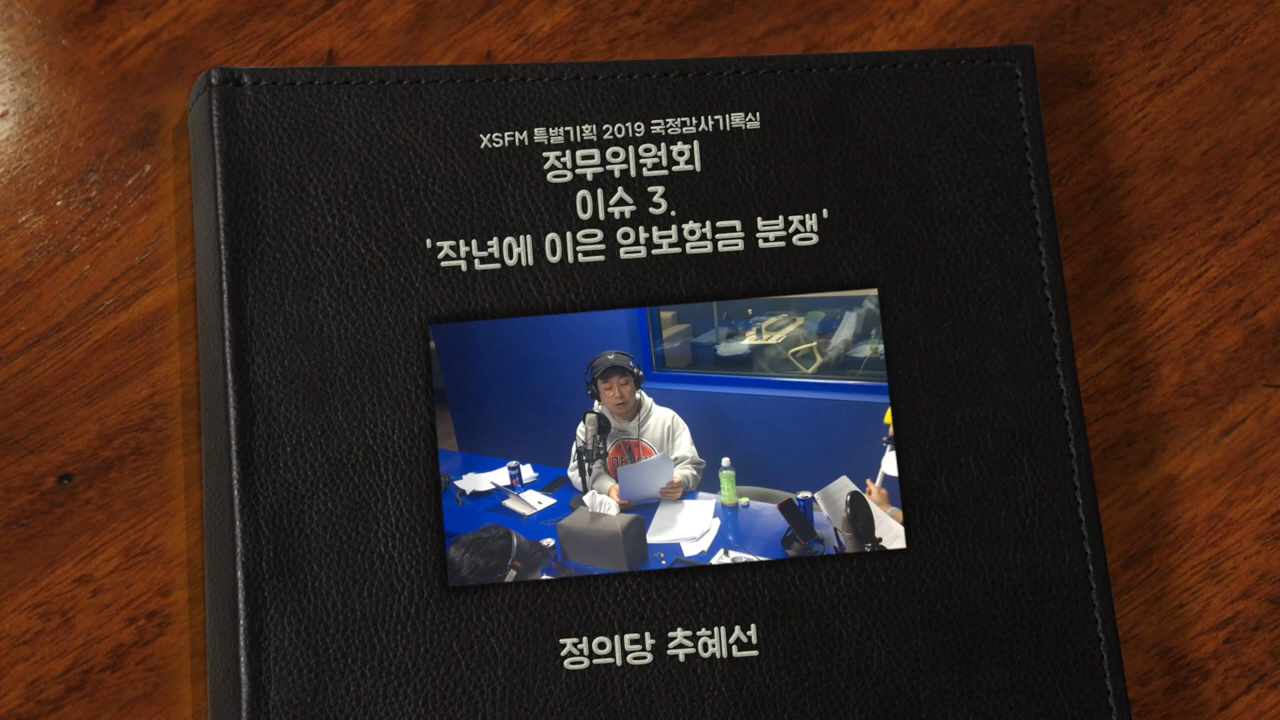 XSFM 특별기획 2019 국정감사기록실
정무위원회
이슈 3.
'작년에 이은 암보험금 분쟁'
정의당 추혜선